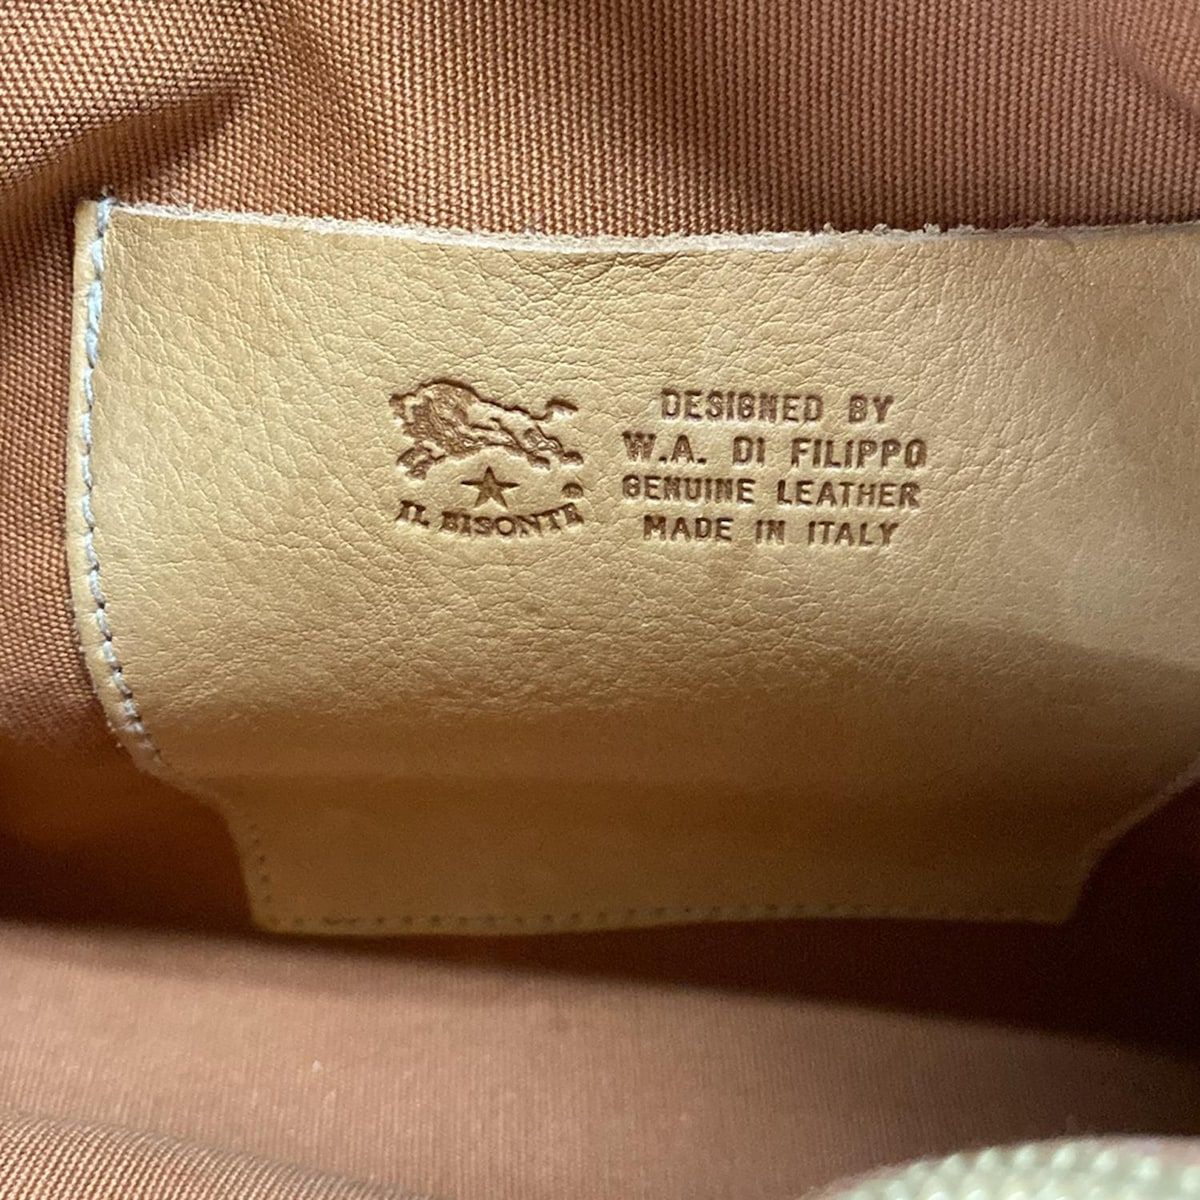 IL BISONTE ®
DESIGNED BY
W.A. DI FILIPPO
GENUINE LEATHER
MADE IN ITALY